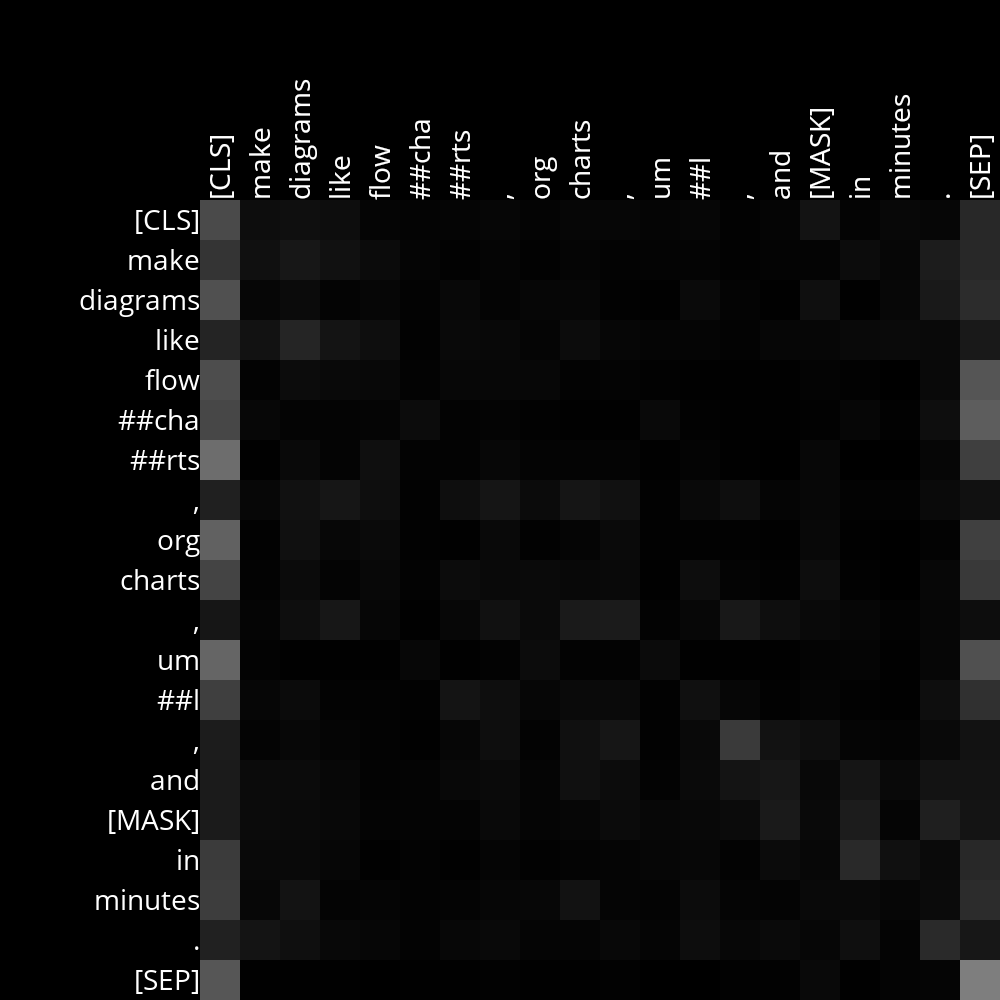 [CLS] make diagrams like flow ##cha ##rts , org charts , um ##l , and [MASK] in minutes . [SEP]
[CLS]
make
diagrams
like
flow
##cha
##rts
,
org
charts
,
um
##l
,
and
[MASK]
in
minutes
.
[SEP]